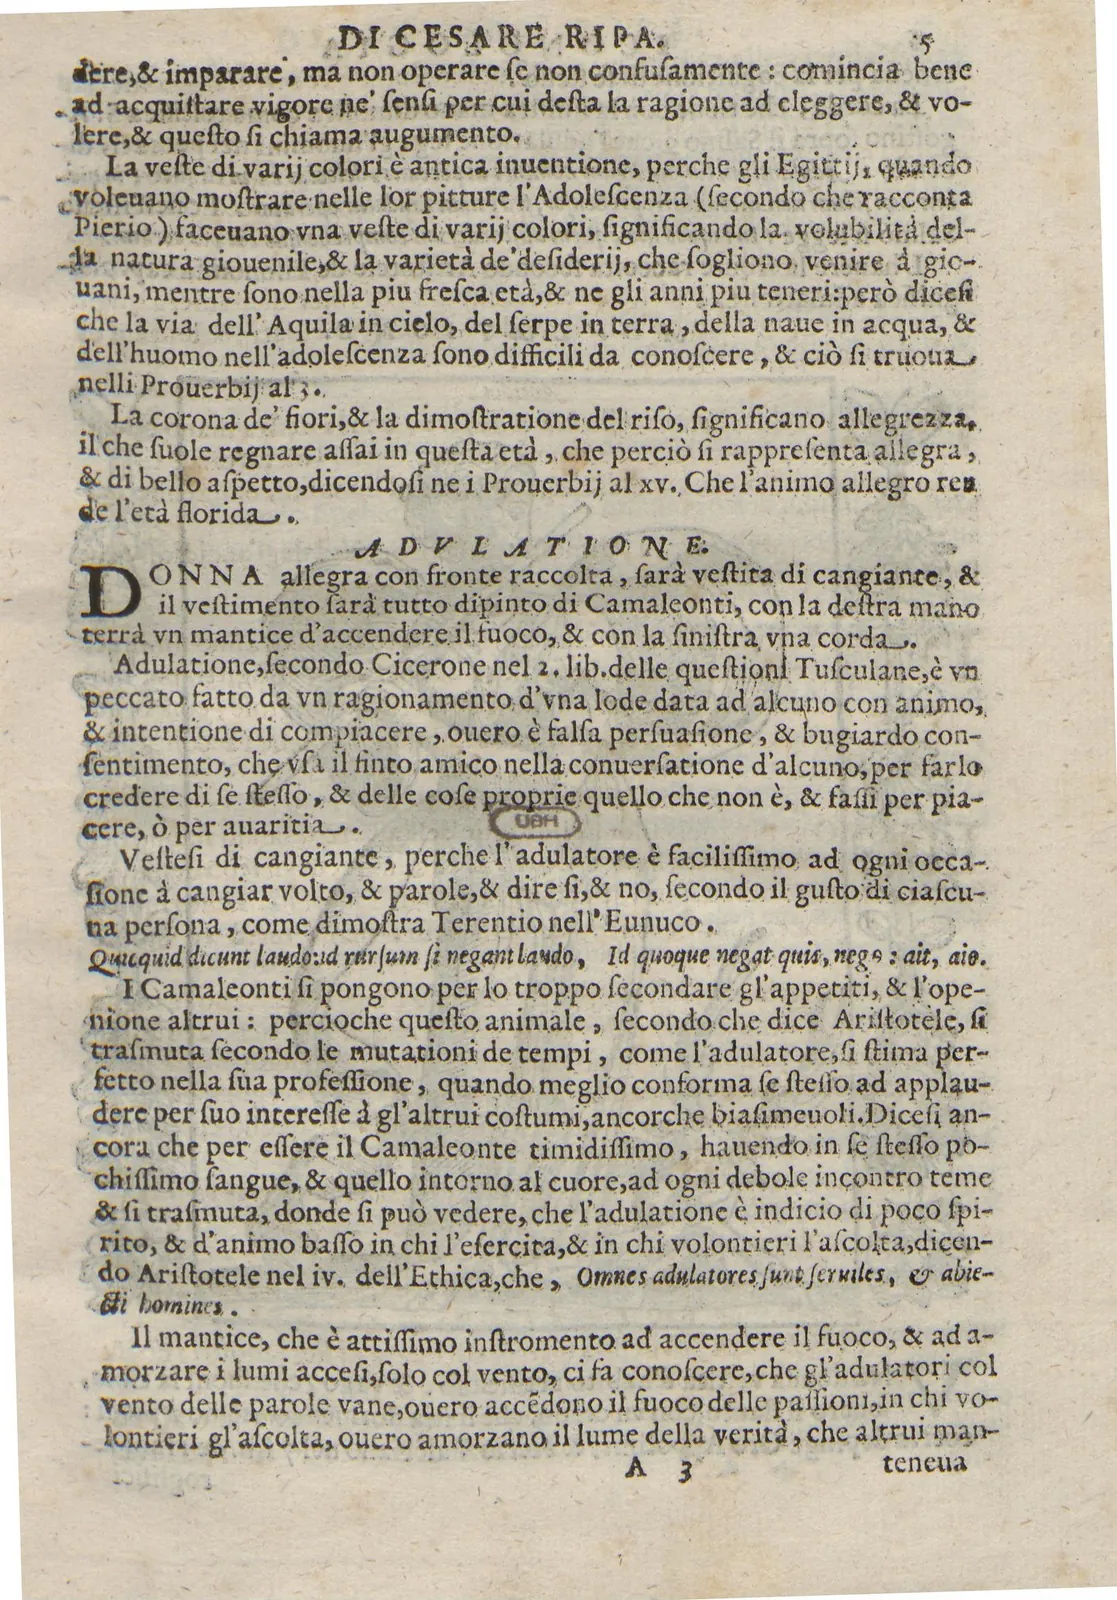 DI CESARE RIPA. 5
dere,& imparare, ma non operare ſe non confuſamente: comincia bene
ad acquiſtare vigore ne' ſenſi per cui deſta la ragione ad eleggere, & vo-
lere,& queſto ſi chiama augumento.
La veſte di varij colori è antica inuentione, perche gli Egittij, quando
voleuano moſtrare nelle lor pitture l'Adoleſcenza (ſecondo che racconta
Pierio) faceuano vna veſte di varij colori, ſignificando la volubilità del-
la natura giouenile,& la varietà de' deſiderij, che ſogliono venire à gio-
uani, mentre ſono nella piu freſca età,& ne gli anni piu teneri:però diceſi
che la via dell'Aquila in cielo, del ſerpe in terra, della naue in acqua, &
dell'huomo nell'adoleſcenza ſono difficili da conoſcere, & ciò ſi truoua
nelli Prouerbij al 3.
La corona de' fiori,& la dimoſtratione del riſo, ſignificano allegrezza,
il che ſuole regnare aſſai in queſta età, che perciò ſi rappreſenta allegra,
& di bello aſpetto,dicendoſi ne i Prouerbij al xv. Che l'animo allegro ren
de l'età florida.
ADVLATIONE.
DONNA allegra con fronte raccolta, ſarà veſtita di cangiante, &
il veſtimento ſarà tutto dipinto di Camaleonti, con la deſtra mano
terrà vn mantice d'accendere il fuoco, & con la ſiniſtra vna corda.
Adulatione,ſecondo Cicerone nel 2. lib.delle queſtioni Tuſculane,è vn
peccato fatto da vn ragionamento d'vna lode data ad alcuno con animo,
& intentione di compiacere, ouero è falſa perſuaſione, & bugiardo con-
ſentimento, che vſa il finto amico nella conuerſatione d'alcuno,per farlo
credere di ſe ſteſſo, & delle coſe proprie quello che non è, & faſſi per pia-
cere, ò per auaritia.
UBH
Veſteſi di cangiante, perche l'adulatore è faciliſſimo ad ogni occa-
ſione à cangiar volto, & parole,& dire ſi,& no, ſecondo il guſto di ciaſcu-
na perſona, come dimoſtra Terentio nell'Eunuco.
Quicquid dicunt laudo:id rurſum ſi negant laudo, Id quoque negat quis, nego: ait, aio.
I Camaleonti ſi pongono per lo troppo ſecondare gl'appetiti, & l'ope-
nione altrui: percioche queſto animale, ſecondo che dice Ariſtotele, ſi
traſmuta ſecondo le mutationi de tempi, come l'adulatore,ſi ſtima per-
fetto nella ſua profeſſione, quando meglio conforma ſe ſteſſo ad applau-
dere per ſuo intereſſe à gl'altrui coſtumi,ancorche biaſimeuoli.Diceſi an-
cora che per eſſere il Camaleonte timidiſſimo, hauendo in ſe ſteſſo po-
chiſſimo ſangue, & quello intorno al cuore,ad ogni debole incontro teme
& ſi traſmuta, donde ſi può vedere, che l'adulatione è indicio di poco ſpi-
rito, & d'animo baſſo in chi l'eſercita,& in chi volontieri l'aſcolta,dicen-
do Ariſtotele nel iv. dell'Ethica,che, Omnes adulatores ſunt ſeruiles, & abie-
cti homines.
Il mantice, che è attiſſimo inſtromento ad accendere il fuoco, & ad a-
morzare i lumi acceſi,ſolo col vento, ci fa conoſcere,che gl'adulatori col
vento delle parole vane,ouero accēdono il fuoco delle paſſioni,in chi vo-
lontieri gl'aſcolta, ouero amorzano il lume della verità, che altrui man-
A 3 teneua